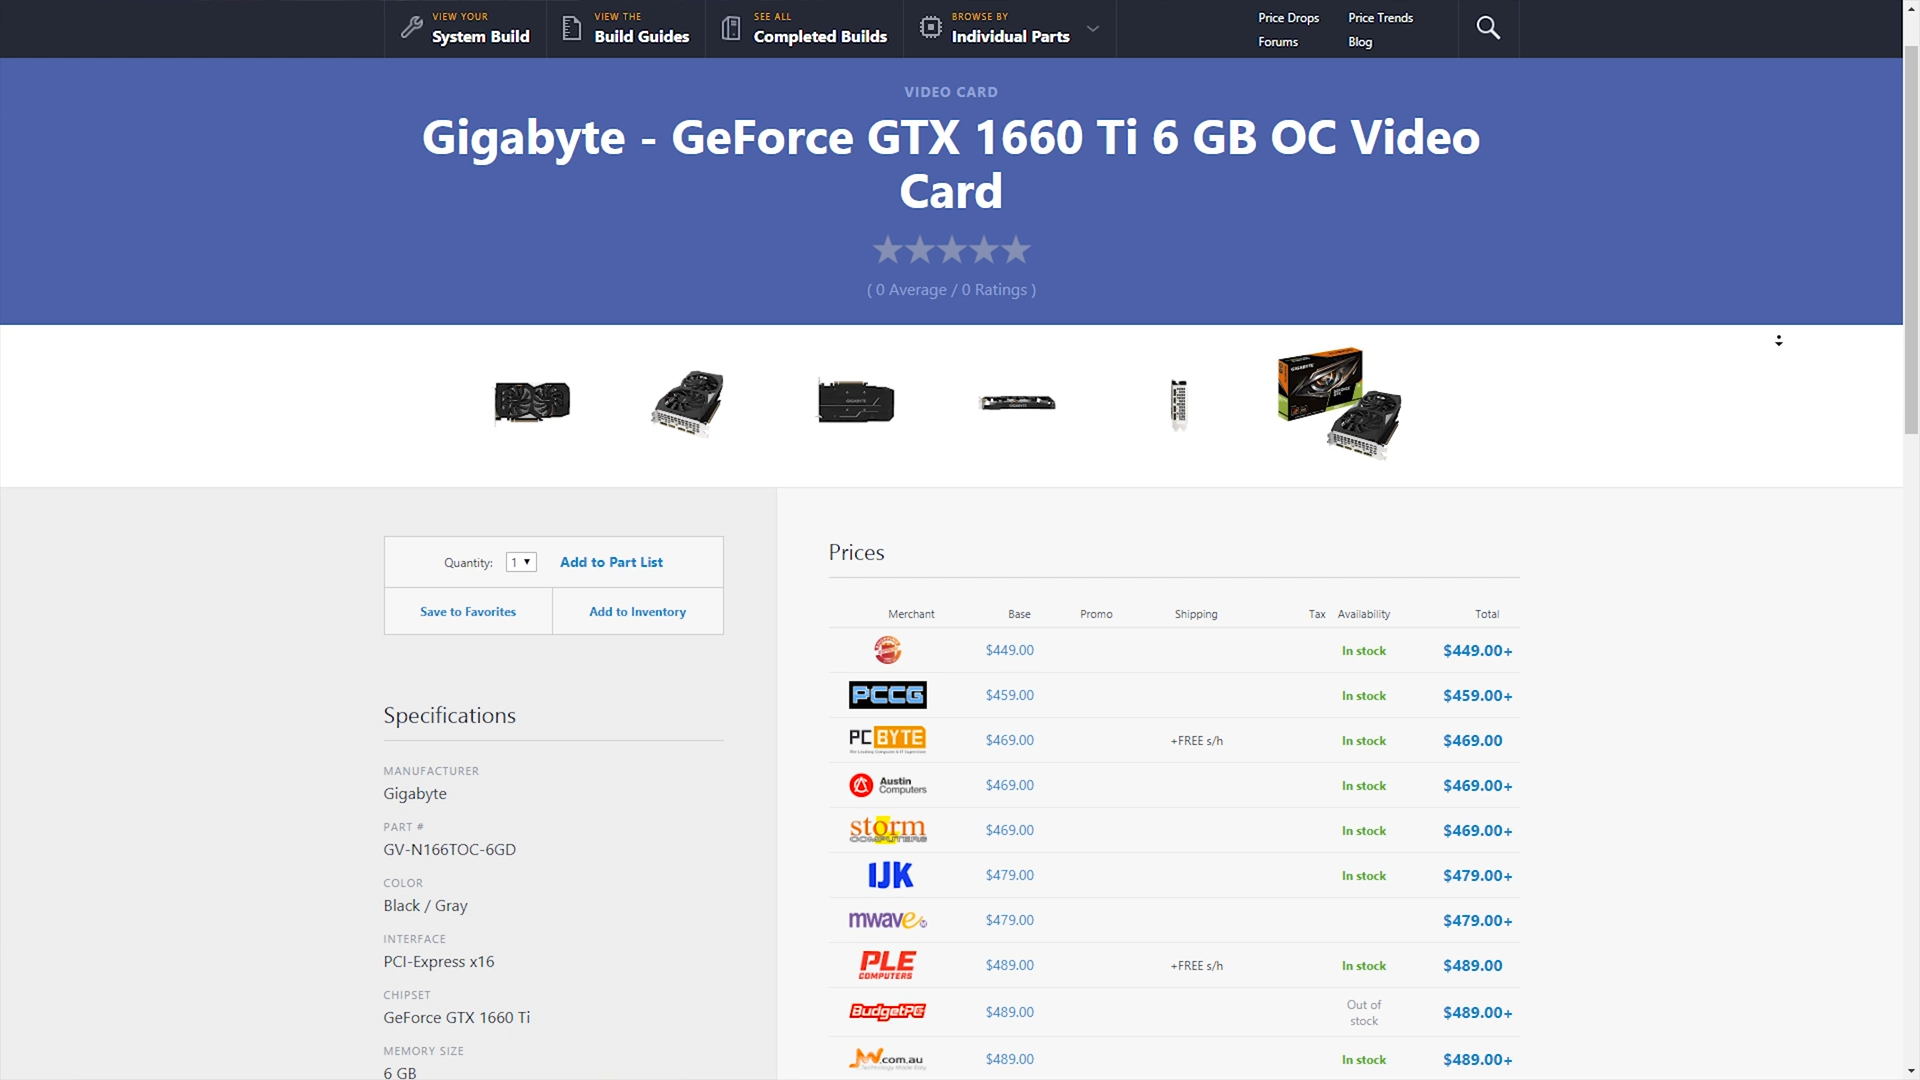 VIEW YOUR
System Build
VIEW THE
Build Guides
SEE ALL
Completed Builds
BROWSE BY
Individual Parts
Price Drops
Price Trends
Forums
Blog
VIDEO CARD
Gigabyte - GeForce GTX 1660 Ti 6 GB OC Video
Card
( 0 Average / 0 Ratings )
Quantity: 1 Add to Part List
Save to Favorites
Add to Inventory
Specifications
MANUFACTURER
Gigabyte
PART #
GV-N166TOC-6GD
COLOR
Black / Gray
INTERFACE
PCI-Express x16
CHIPSET
GeForce GTX 1660 Ti
MEMORY SIZE
6 GB
Prices
Merchant Base Promo Shipping Tax Availability Total
$449.00 In stock $449.00+
PCCG $459.00 In stock $459.00+
PC BYTE $469.00 +FREE s/h In stock $469.00
Austin Computers $469.00 In stock $469.00+
storm COMPUTERS $469.00 In stock $469.00+
IJK $479.00 In stock $479.00+
mwave $479.00 $479.00+
PLE COMPUTERS $489.00 +FREE s/h In stock $489.00
BudgetPC $489.00 Out of stock $489.00+
JW.com.au $489.00 In stock $489.00+